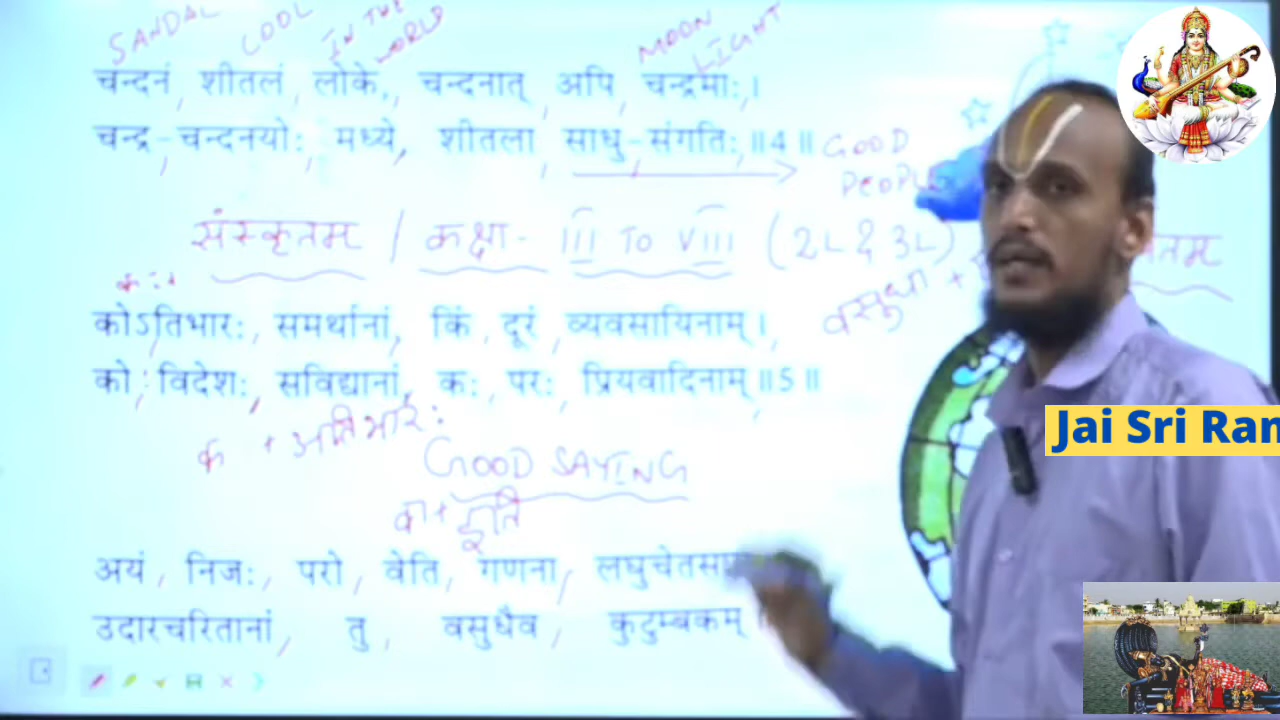 SANDAL COOL IN THE WORLD MOON LIGHT
चन्दनं, शीतलं, लोके, चन्दनात्, अपि, चन्द्रमाः,।
चन्द्र-चन्दनयोः मध्ये, शीतला साधु-संगतिः॥4॥ GOOD
PEOPLE
संस्कृतम / कक्षा - III TO VIII (2L & 3L)
कोऽतिभारः, समर्थानां, किं, दूरं, व्यवसायिनाम्।
वसुधा +
को विदेशः, सविद्यानां, कः परः प्रियवादिनाम्॥5॥
क + अतिभारः
GOOD SAYING
वा + इति
अयं, निजः, परो, वेति, गणना,
उदारचरितानां, तु, वसुधैव, कुटुम्बकम्
Jai Sri Ram